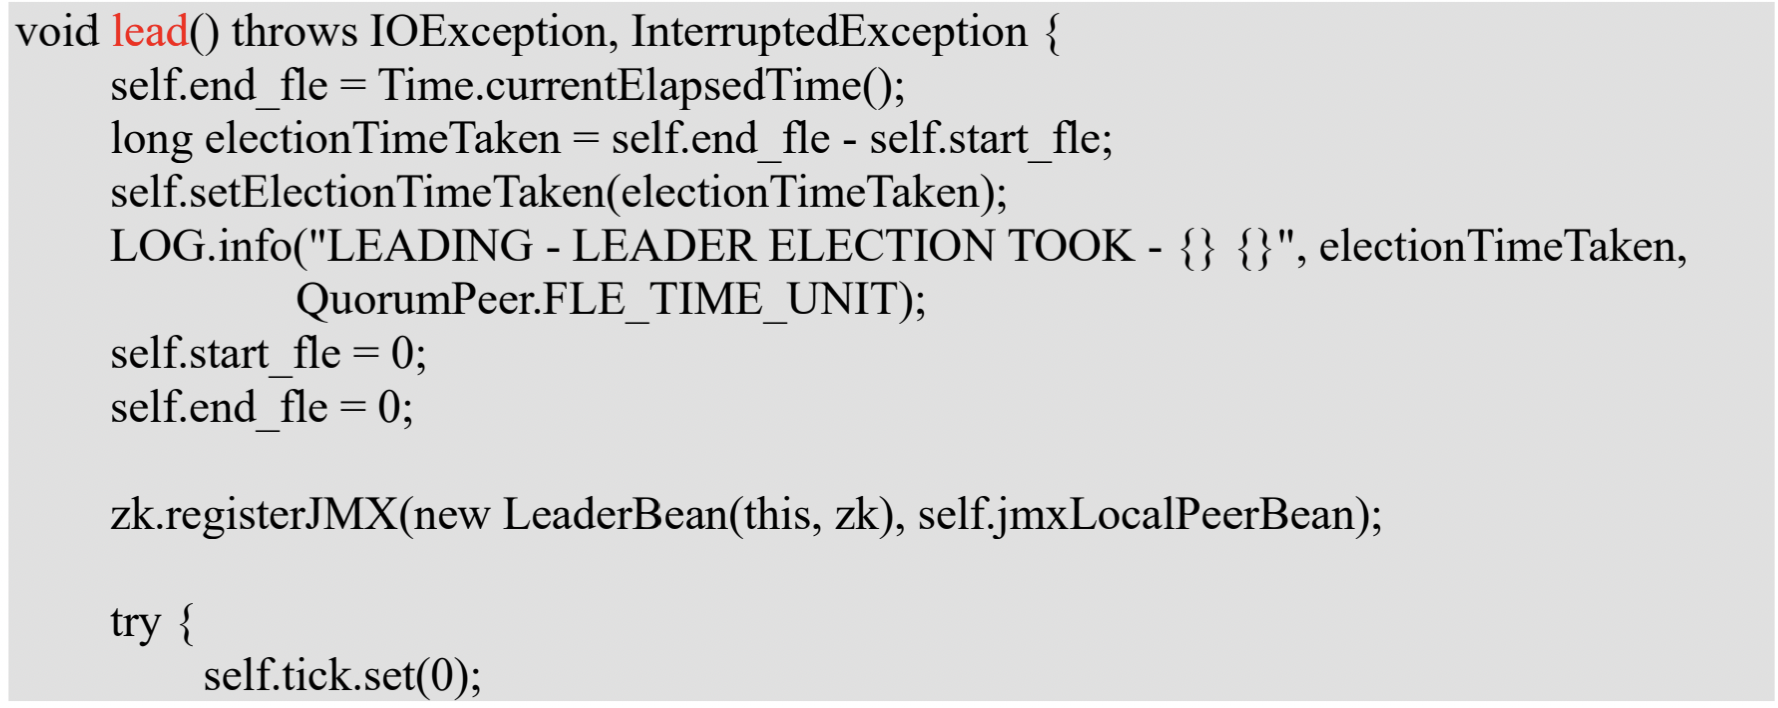 void lead() throws IOException, InterruptedException {
self.end_fle = Time.currentElapsedTime();
long electionTimeTaken = self.end_fle - self.start_fle;
self.setElectionTimeTaken(electionTimeTaken);
LOG.info("LEADING - LEADER ELECTION TOOK - {} {}", electionTimeTaken,
QuorumPeer.FLE_TIME_UNIT);
self.start_fle = 0;
self.end_fle = 0;
zk.registerJMX(new LeaderBean(this, zk), self.jmxLocalPeerBean);
try {
self.tick.set(0);